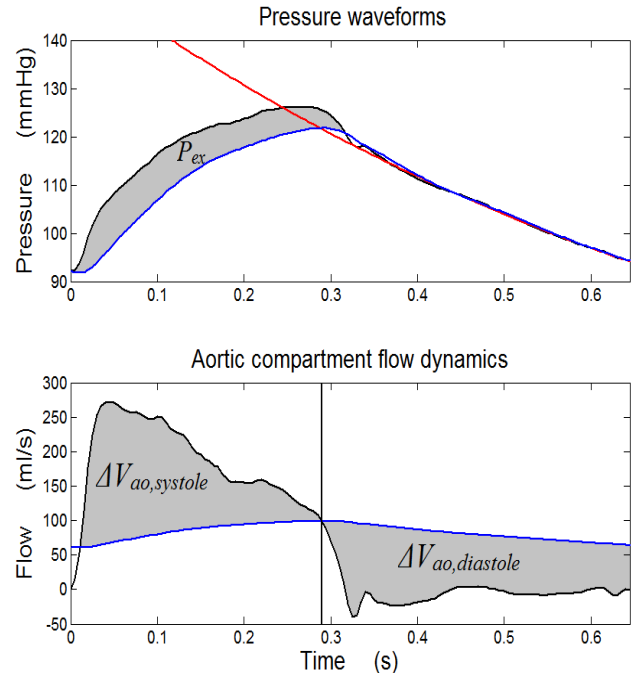 Pressure waveforms
Pressure (mmHg)
140
130
120
110
100
90
P_ex
0 0.1 0.2 0.3 0.4 0.5 0.6
Aortic compartment flow dynamics
Flow (ml/s)
300
250
200
150
100
50
0
-50
ΔV_ao,systole
ΔV_ao,diastole
0 0.1 0.2 0.3 0.4 0.5 0.6
Time (s)